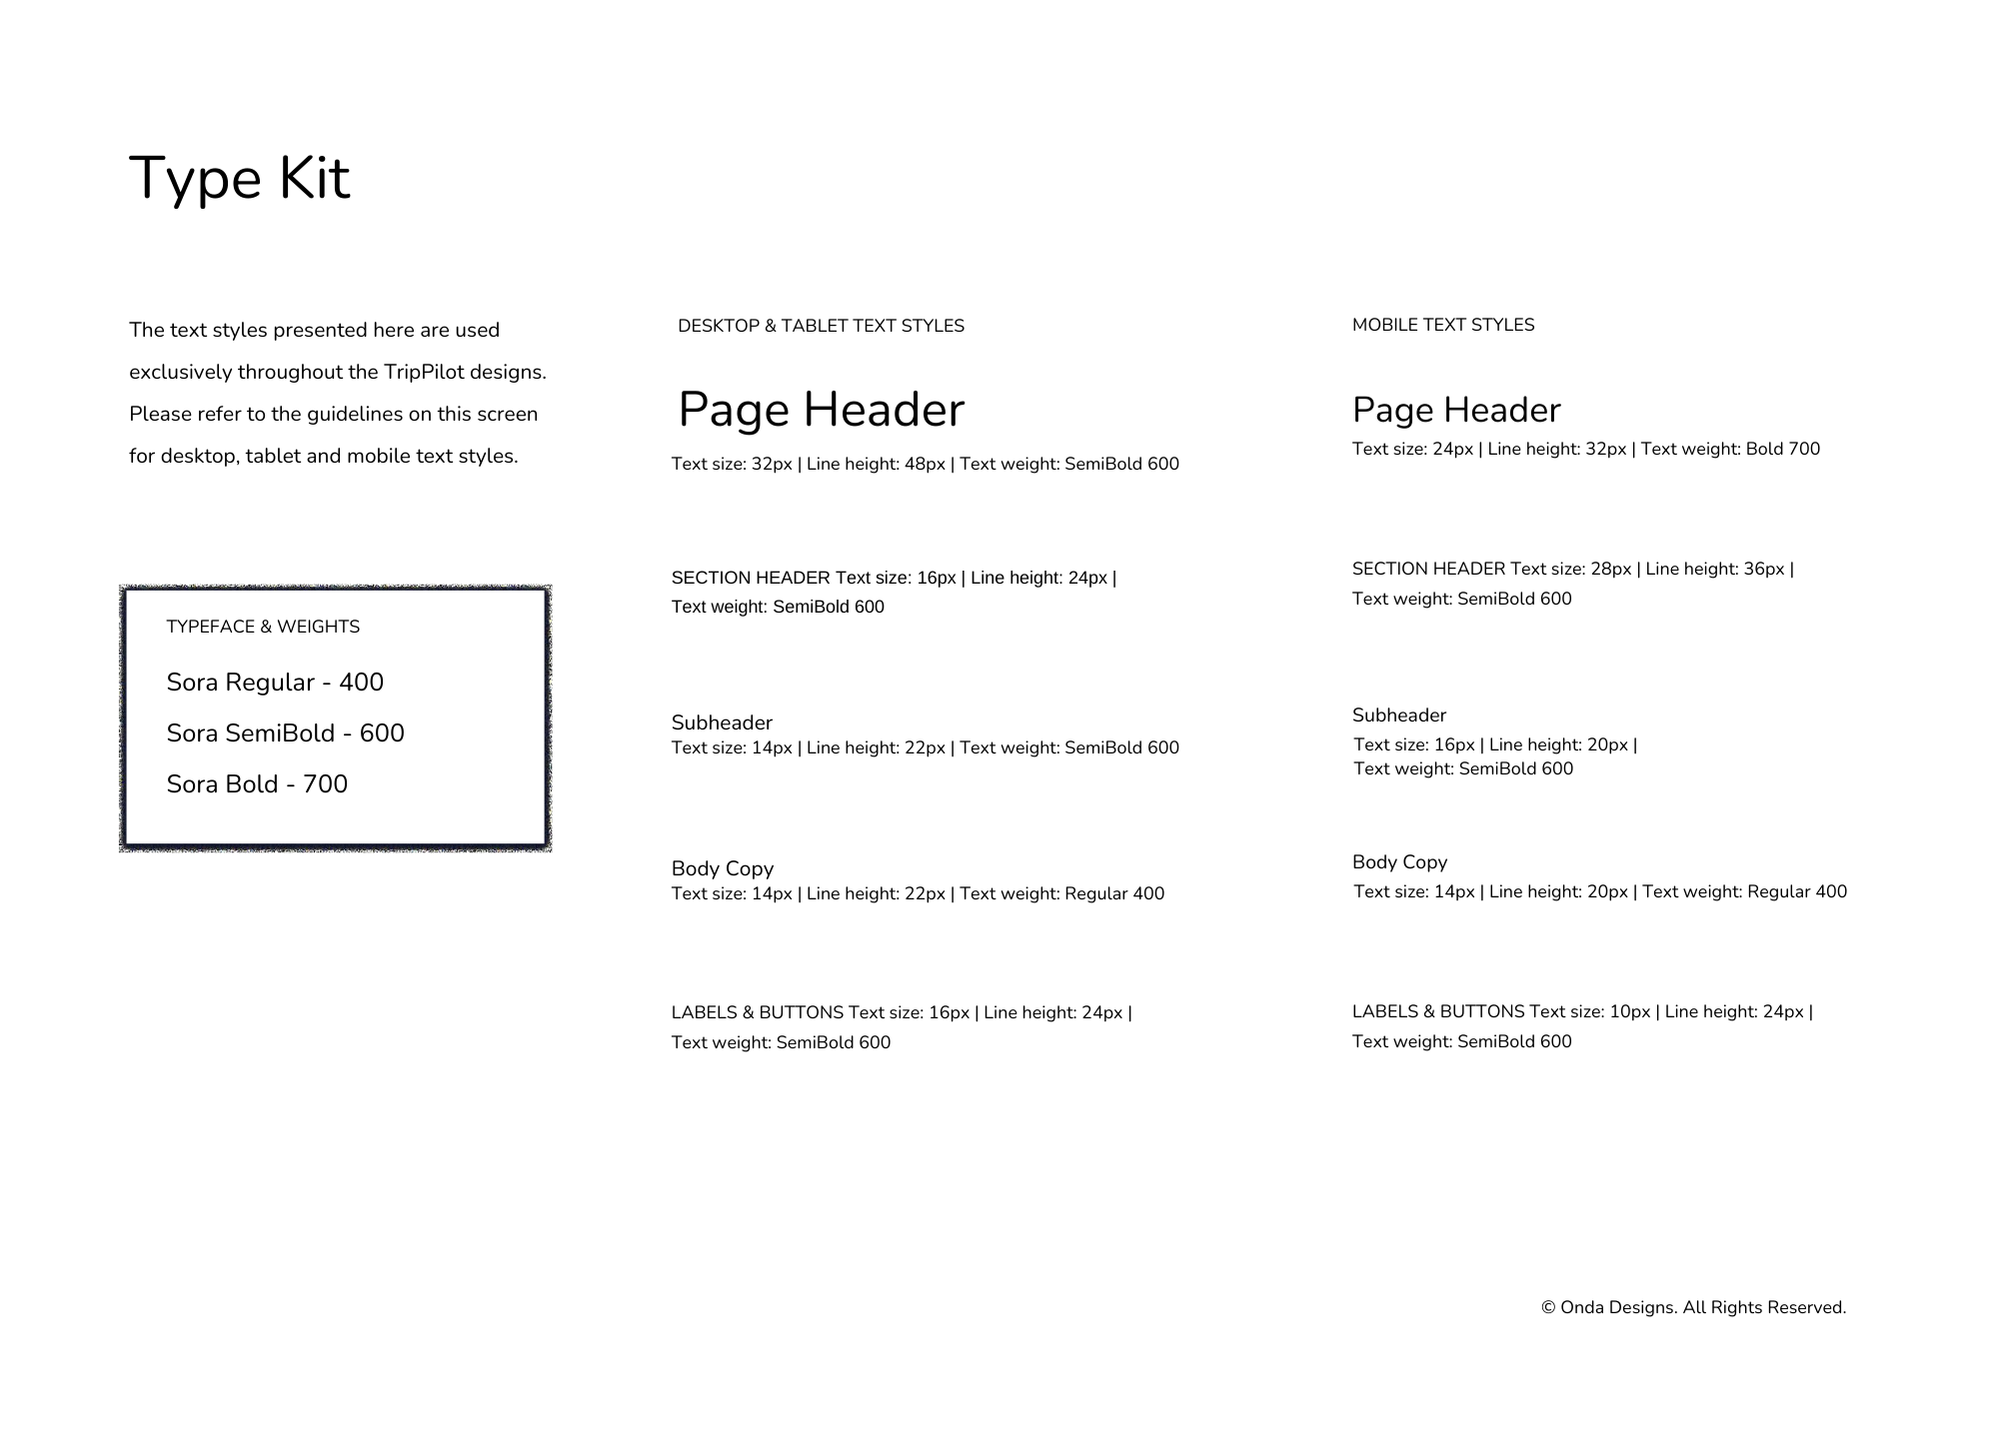 Type Kit
The text styles presented here are used
exclusively throughout the TripPilot designs.
Please refer to the guidelines on this screen
for desktop, tablet and mobile text styles.
TYPEFACE & WEIGHTS
Sora Regular - 400
Sora SemiBold - 600
Sora Bold - 700
DESKTOP & TABLET TEXT STYLES
Page Header
Text size: 32px | Line height: 48px | Text weight: SemiBold 600
SECTION HEADER Text size: 16px | Line height: 24px |
Text weight: SemiBold 600
Subheader
Text size: 14px | Line height: 22px | Text weight: SemiBold 600
Body Copy
Text size: 14px | Line height: 22px | Text weight: Regular 400
LABELS & BUTTONS Text size: 16px | Line height: 24px |
Text weight: SemiBold 600
MOBILE TEXT STYLES
Page Header
Text size: 24px | Line height: 32px | Text weight: Bold 700
SECTION HEADER Text size: 28px | Line height: 36px |
Text weight: SemiBold 600
Subheader
Text size: 16px | Line height: 20px |
Text weight: SemiBold 600
Body Copy
Text size: 14px | Line height: 20px | Text weight: Regular 400
LABELS & BUTTONS Text size: 10px | Line height: 24px |
Text weight: SemiBold 600
© Onda Designs. All Rights Reserved.